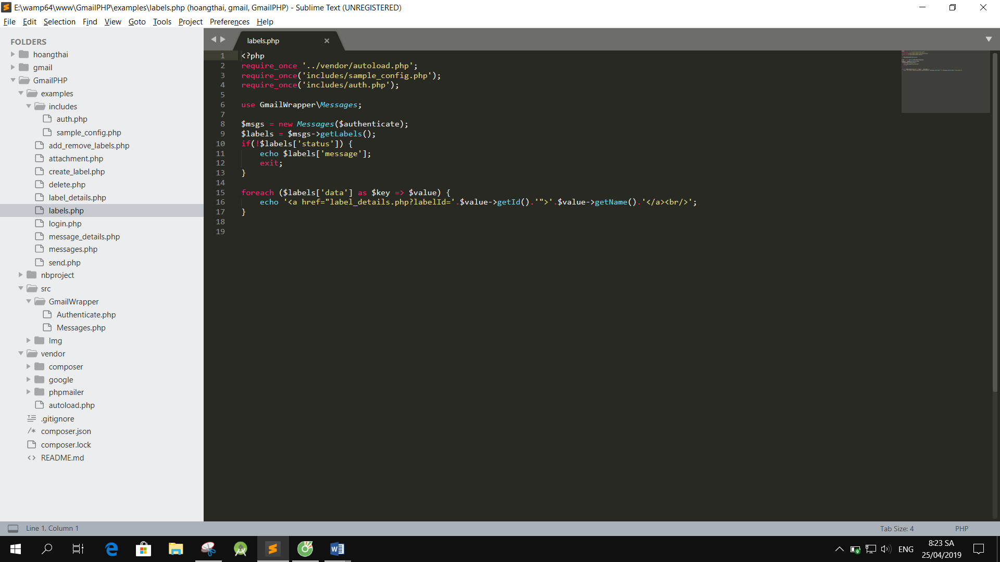 E:\wamp64\www\GmailPHP\examples\labels.php (hoangthai, gmail, GmailPHP) - Sublime Text (UNREGISTERED)
File Edit Selection Find View Goto Tools Project Preferences Help
FOLDERS
hoangthai
gmail
GmailPHP
examples
includes
auth.php
sample_config.php
add_remove_labels.php
attachment.php
create_label.php
delete.php
label_details.php
labels.php
login.php
message_details.php
messages.php
send.php
nbproject
src
GmailWrapper
Authenticate.php
Messages.php
Img
vendor
composer
google
phpmailer
autoload.php
.gitignore
/* composer.json
composer.lock
<> README.md
labels.php
1 <?php
2 require_once '../vendor/autoload.php';
3 require_once('includes/sample_config.php');
4 require_once('includes/auth.php');
5
6 use GmailWrapper\Messages;
7
8 $msgs = new Messages($authenticate);
9 $labels = $msgs->getLabels();
10 if(!$labels['status']) {
11     echo $labels['message'];
12     exit;
13 }
14
15 foreach ($labels['data'] as $key => $value) {
16     echo '<a href="label_details.php?labelId='.$value->getId().'">'.$value->getName().'</a><br/>';
17 }
18
19
Line 1, Column 1
Tab Size: 4
PHP
ENG
8:23 SA
25/04/2019